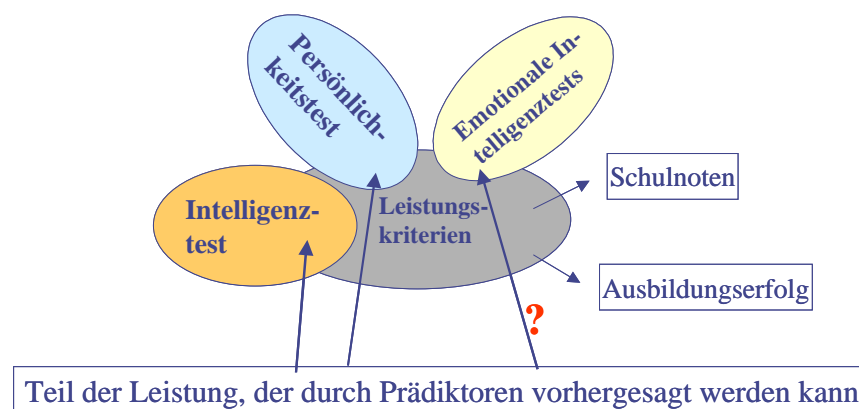 Persönlich-
keitstest
Emotionale In-
telligenztests
Intelligenz-
test
Leistungs-
kriterien
Schulnoten
Ausbildungserfolg
?
Teil der Leistung, der durch Prädiktoren vorhergesagt werden kann